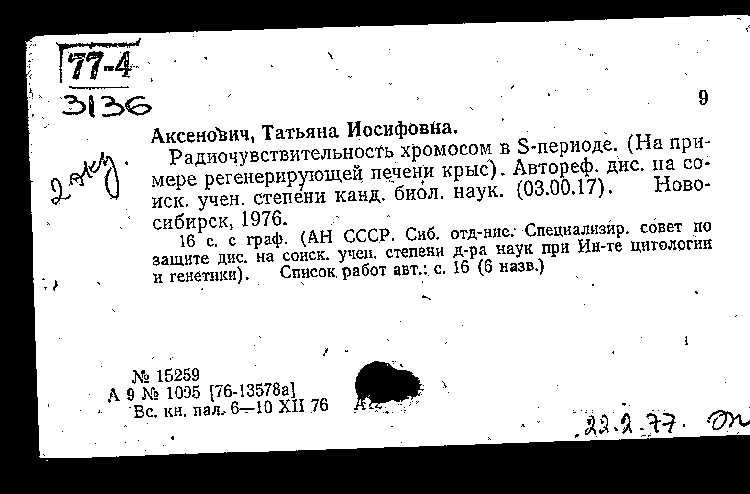 77-4
3136
9
2 экз.
Аксенович, Татьяна Иосифовна.
Радиочувствительность хромосом в S-периоде. (На при-
мере регенерирующей печени крыс). Автореф. дис. на со-
иск. учен. степени канд. биол. наук. (03.00.17). Ново-
сибирск, 1976.
16 с. с граф. (АН СССР. Сиб. отд-ние. Специализир. совет по
защите дис. на соиск. учен. степени д-ра наук при Ин-те цитологии
и генетики). Список работ авт.: с. 16 (6 назв.)
1
№ 15259
А 9 № 1095 [76-13578а]
Вс. кн. пал. 6—10 XII 76
22.2.77.